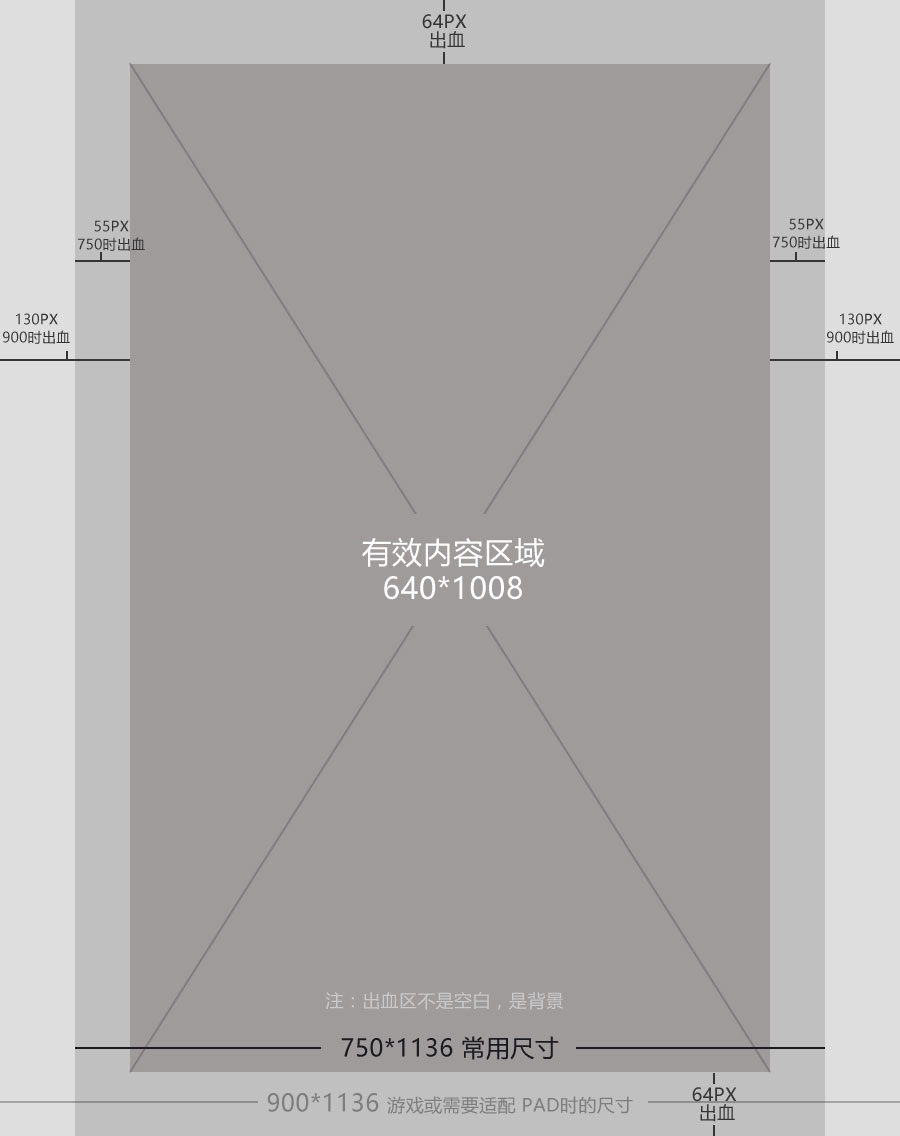 64PX
出血
55PX
750时出血
55PX
750时出血
130PX
900时出血
130PX
900时出血
有效内容区域
640*1008
注：出血区不是空白，是背景
750*1136 常用尺寸
900*1136 游戏或需要适配 PAD时的尺寸
64PX
出血